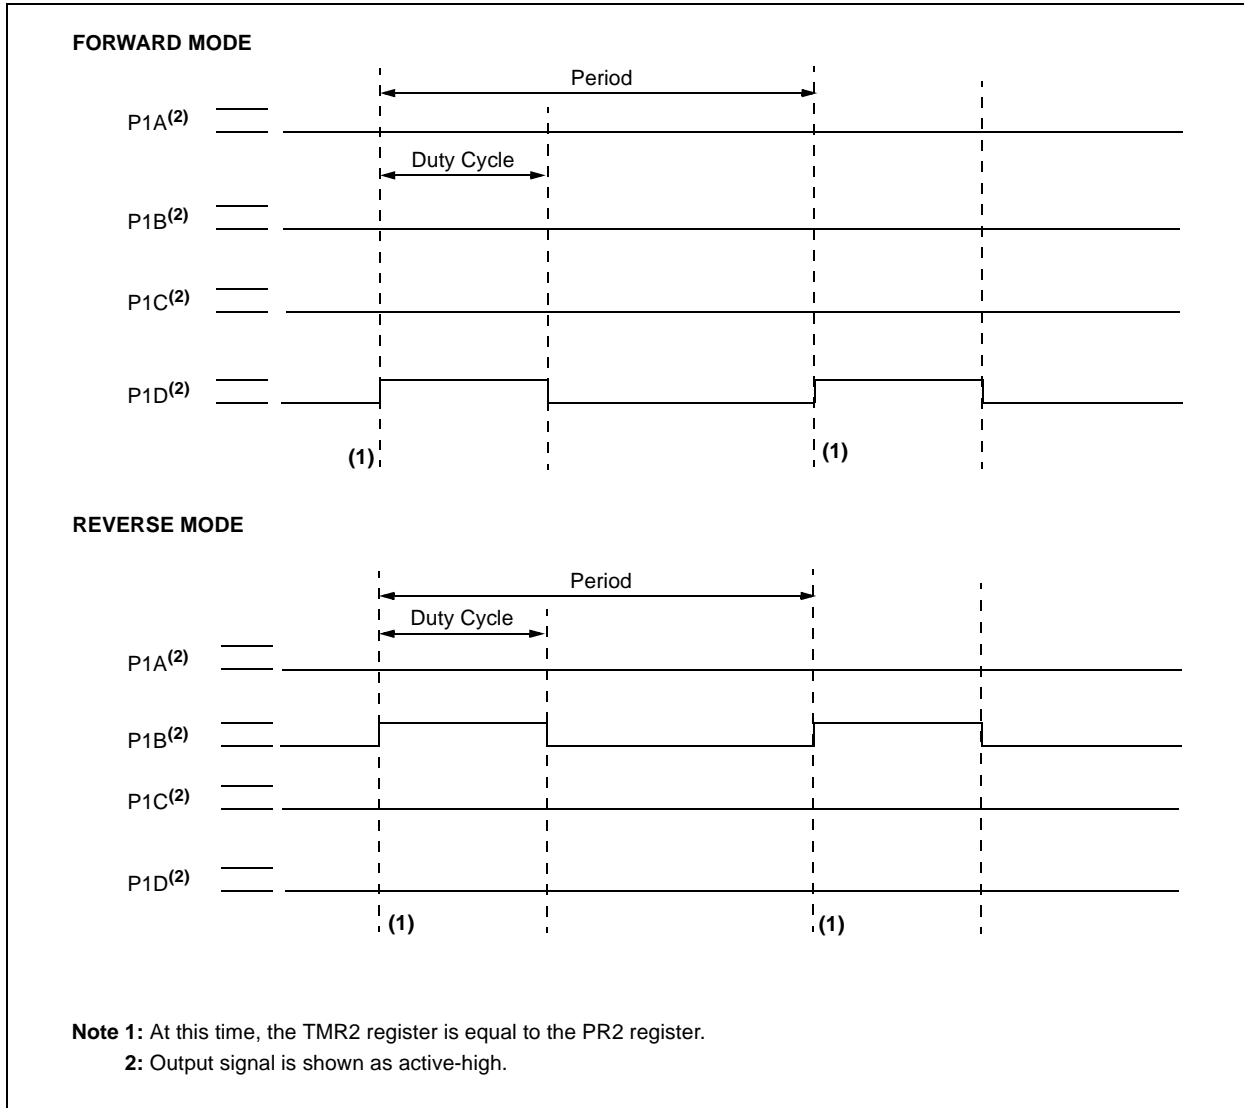 FORWARD MODE
Period
P1A(2)
Duty Cycle
P1B(2)
P1C(2)
P1D(2)
(1) (1)
REVERSE MODE
Period
Duty Cycle
P1A(2)
P1B(2)
P1C(2)
P1D(2)
(1) (1)
Note 1: At this time, the TMR2 register is equal to the PR2 register.
2: Output signal is shown as active-high.